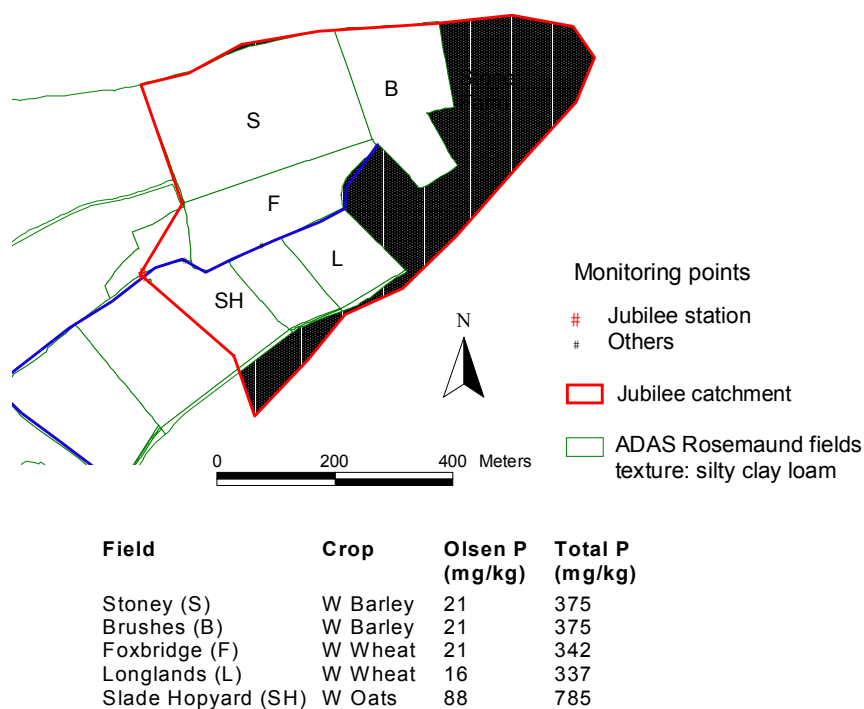 S
B
Stone
Farm
F
L
SH
Monitoring points
# Jubilee station
# Others
N
Jubilee catchment
0 200 400 Meters
ADAS Rosemaund fields
texture: silty clay loam
Field Crop Olsen P Total P
(mg/kg) (mg/kg)
Stoney (S) W Barley 21 375
Brushes (B) W Barley 21 375
Foxbridge (F) W Wheat 21 342
Longlands (L) W Wheat 16 337
Slade Hopyard (SH) W Oats 88 785